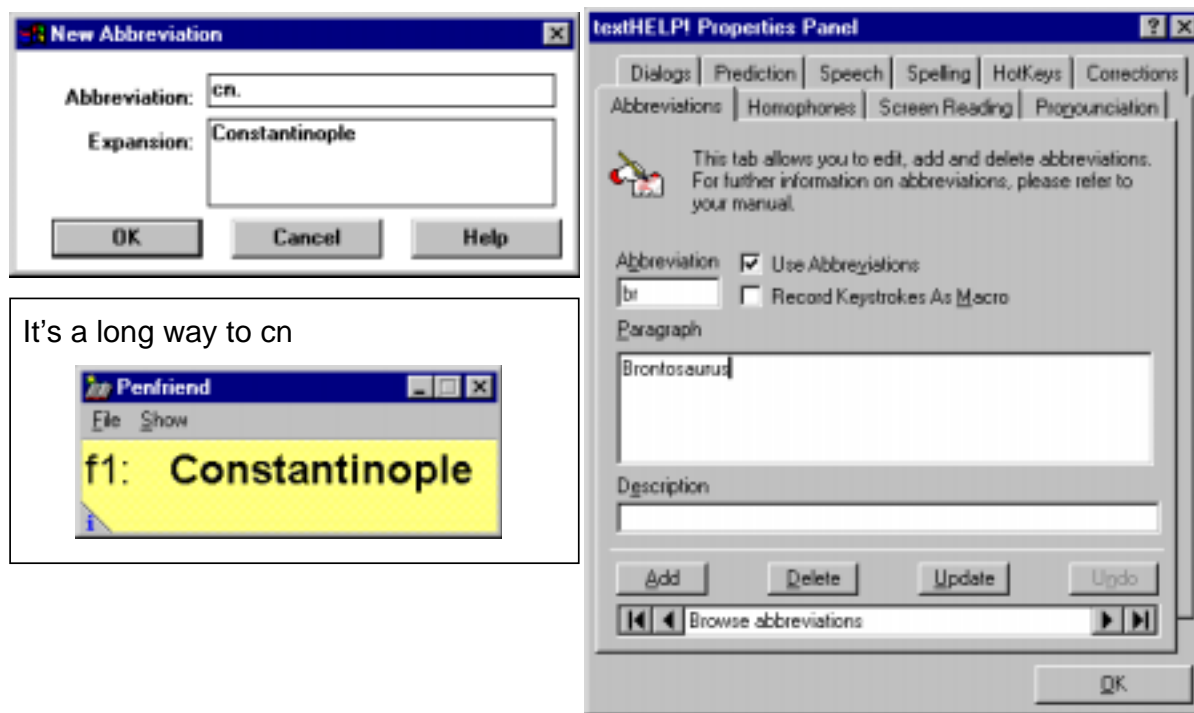 New Abbreviation
Abbreviation: cn.
Expansion: Constantinople
OK Cancel Help
It's a long way to cn
Penfriend
File Show
f1: Constantinople
i
textHELP! Properties Panel
Dialogs Prediction Speech Spelling HotKeys Corrections
Abbreviations Homophones Screen Reading Pronounciation
This tab allows you to edit, add and delete abbreviations.
For further information on abbreviations, please refer to
your manual.
Abbreviation Use Abbreviations
br Record Keystrokes As Macro
Paragraph
Brontosaurus
Description
Add Delete Update Undo
Browse abbreviations
OK